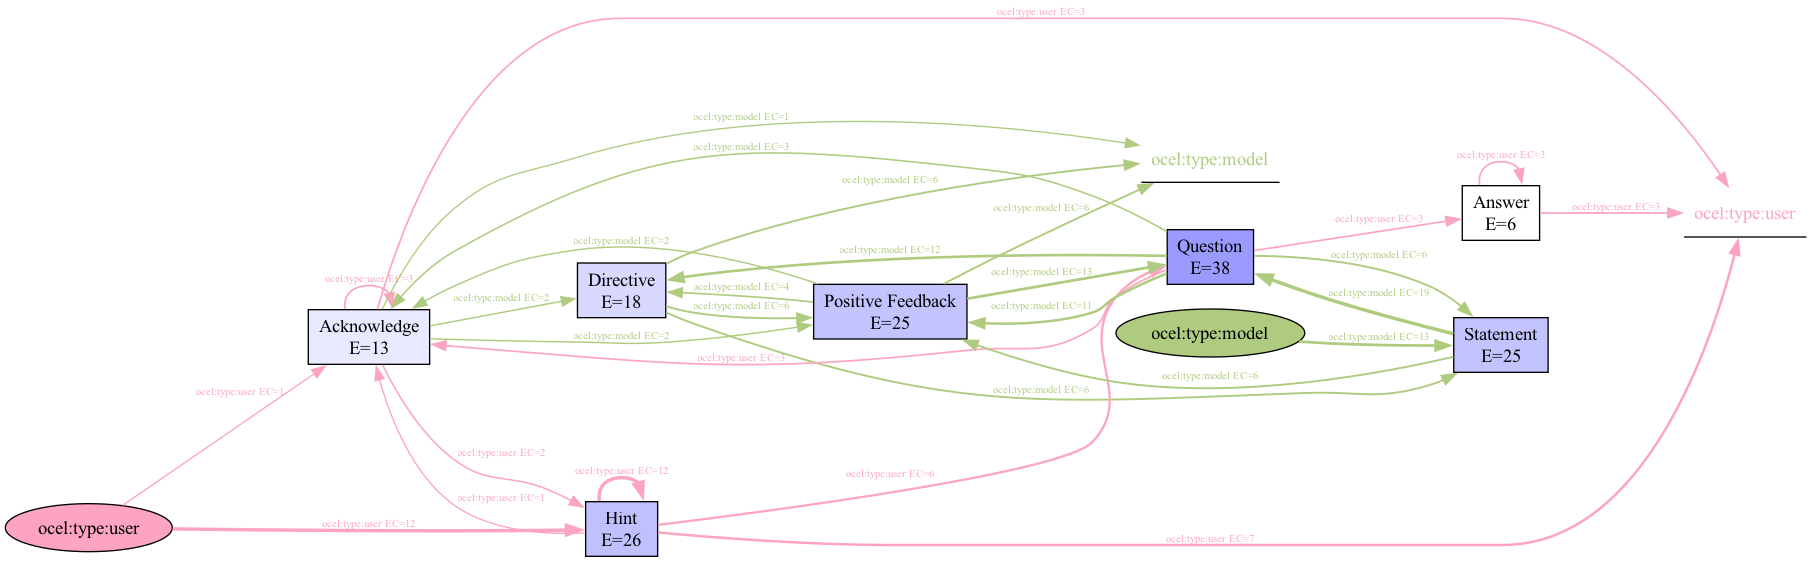 ocel:type:user EC=3
ocel:type:model EC=1
ocel:type:model EC=3
ocel:type:model
ocel:type:user EC=3
ocel:type:model EC=6
Answer
E=6
ocel:type:user EC=3
ocel:type:user
ocel:type:model EC=6
ocel:type:user EC=3
ocel:type:model EC=2
ocel:type:model EC=12
Question
E=38
ocel:type:model EC=6
ocel:type:user EC=3
Directive
E=18
ocel:type:model EC=13
ocel:type:model EC=4
ocel:type:model EC=2
ocel:type:model EC=6
Positive Feedback
E=25
ocel:type:model EC=11
ocel:type:model EC=19
Acknowledge
E=13
ocel:type:model EC=2
ocel:type:model
ocel:type:model EC=13
Statement
E=25
ocel:type:user EC=3
ocel:type:model EC=6
ocel:type:user EC=1
ocel:type:model EC=6
ocel:type:user EC=2
ocel:type:user EC=12
ocel:type:user EC=6
ocel:type:user EC=1
ocel:type:user
ocel:type:user EC=12
Hint
E=26
ocel:type:user EC=7